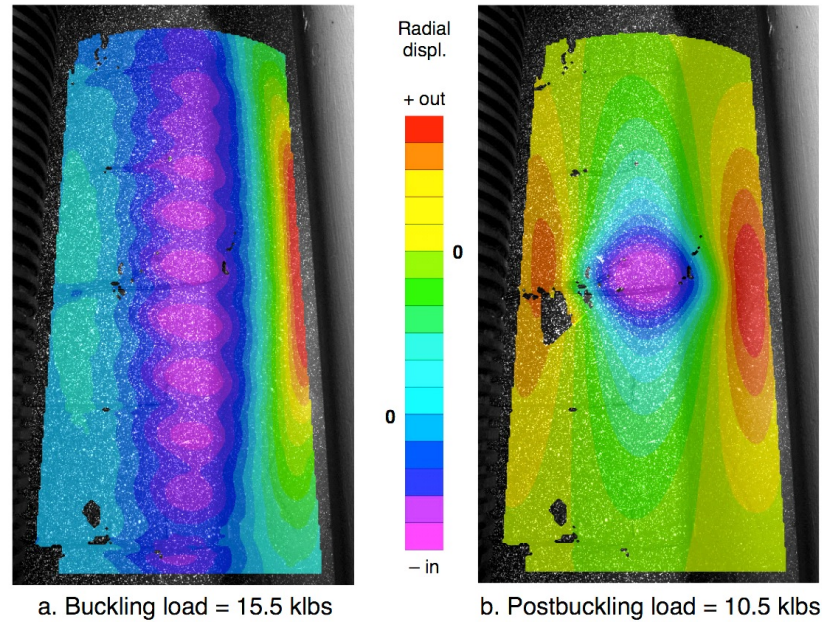 Radial
displ.
+ out
0
0
– in
a. Buckling load = 15.5 klbs
b. Postbuckling load = 10.5 klbs